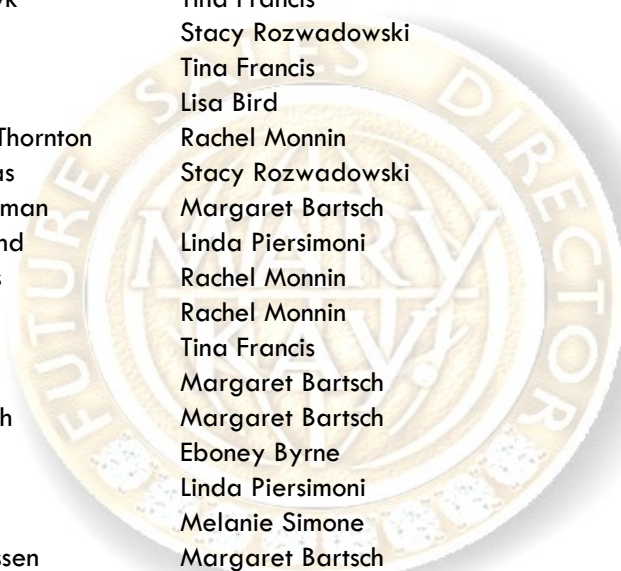 Tina Francis
Stacy Rozwadowski
Tina Francis
Lisa Bird
Thornton Rachel Monnin
Stacy Rozwadowski
Margaret Bartsch
Linda Piersimoni
Rachel Monnin
Rachel Monnin
Tina Francis
Margaret Bartsch
Margaret Bartsch
Eboney Byrne
Linda Piersimoni
Melanie Simone
Margaret Bartsch
FUTURE SALES DIRECTOR
MARY
KAY!